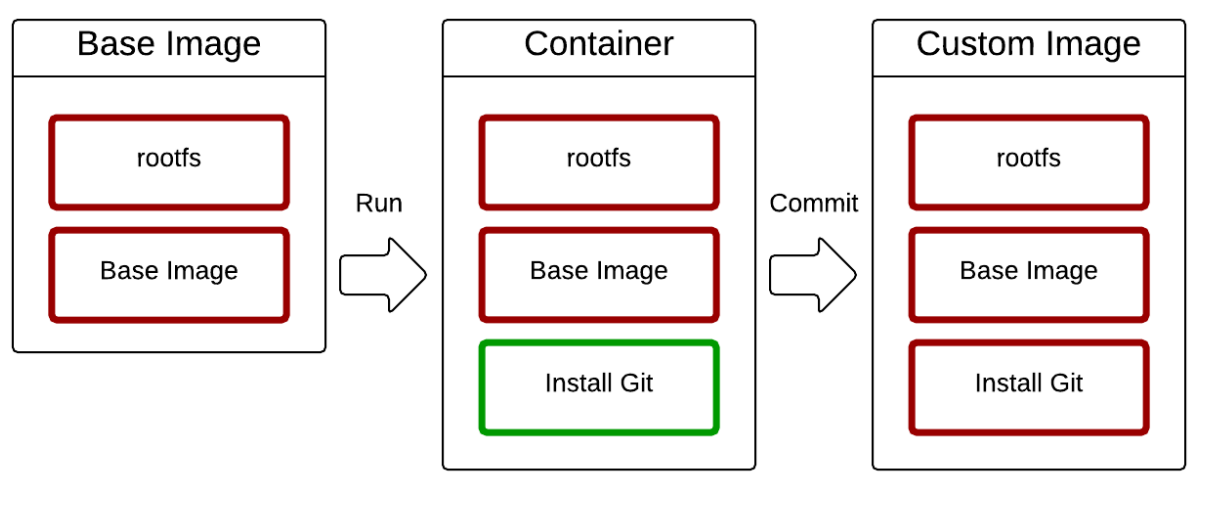 Base Image
rootfs
Base Image
Run
Container
rootfs
Base Image
Install Git
Commit
Custom Image
rootfs
Base Image
Install Git